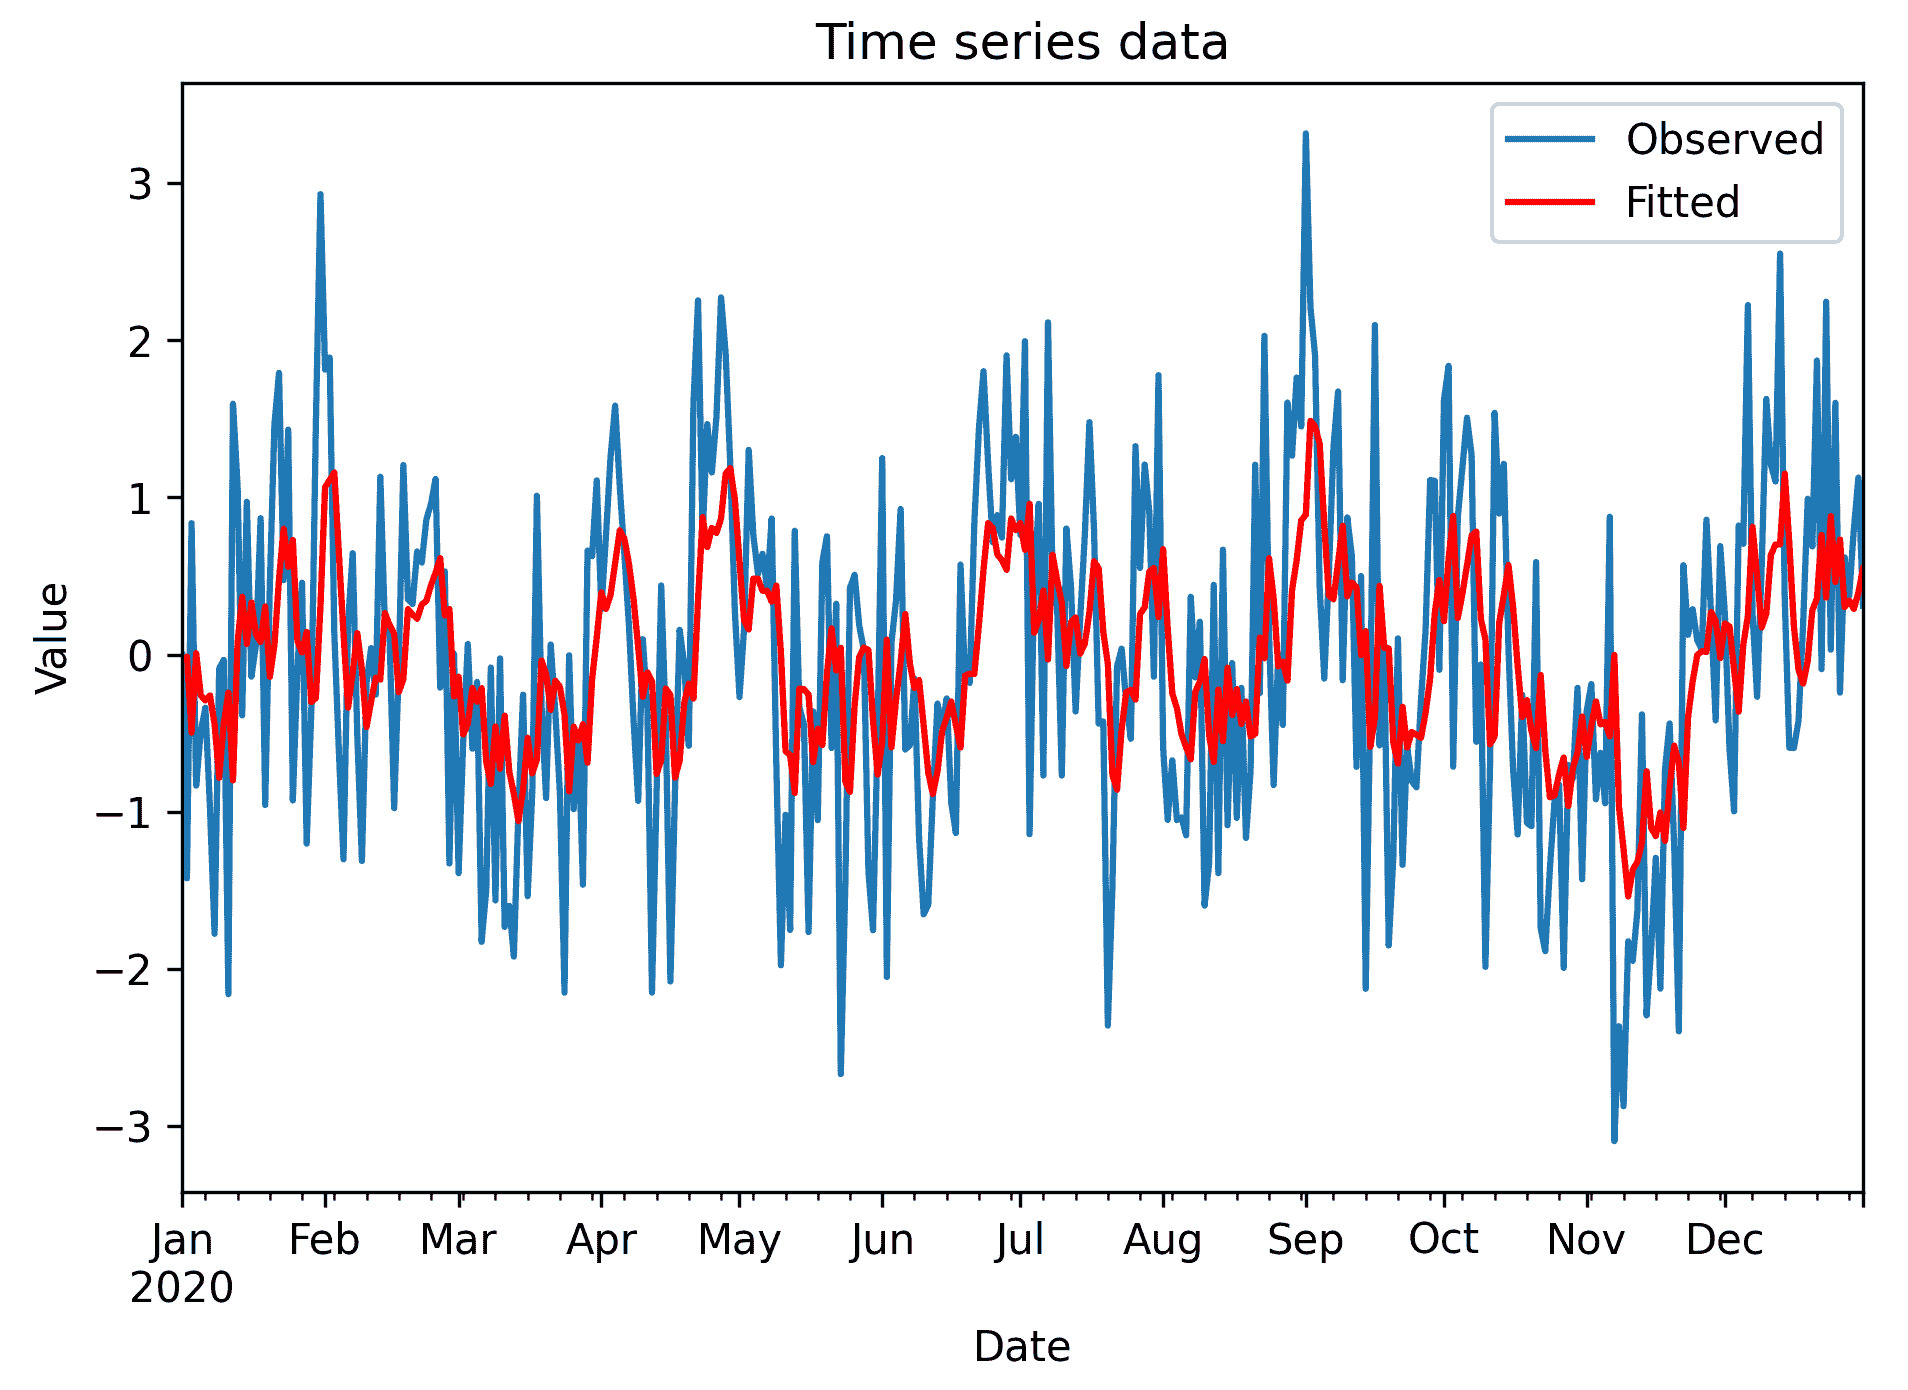 Time series data
Observed
Fitted
Value
3
2
1
0
−1
−2
−3
Jan Feb Mar Apr May Jun Jul Aug Sep Oct Nov Dec
2020
Date